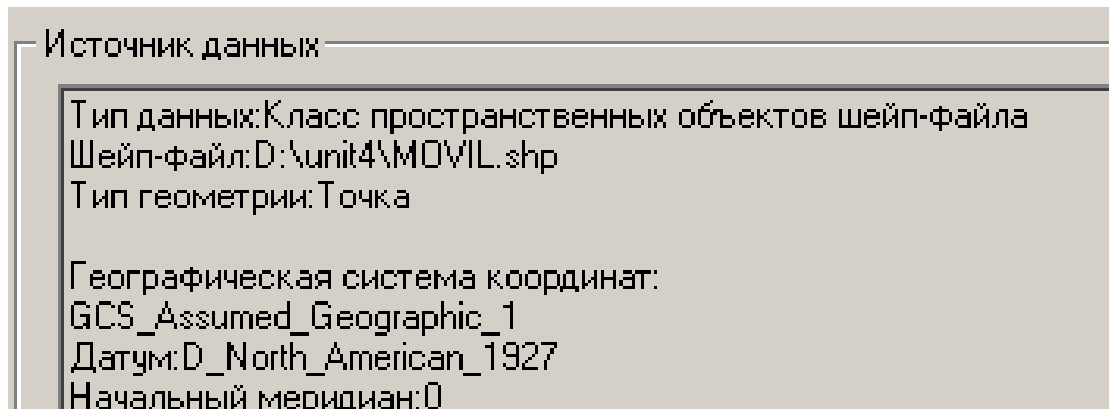 Источник данных
Тип данных:Класс пространственных объектов шейп-файла
Шейп-файл:D:\unit4\MOVIL.shp
Тип геометрии:Точка
Географическая система координат:
GCS_Assumed_Geographic_1
Датум:D_North_American_1927
Начальный меридиан:0